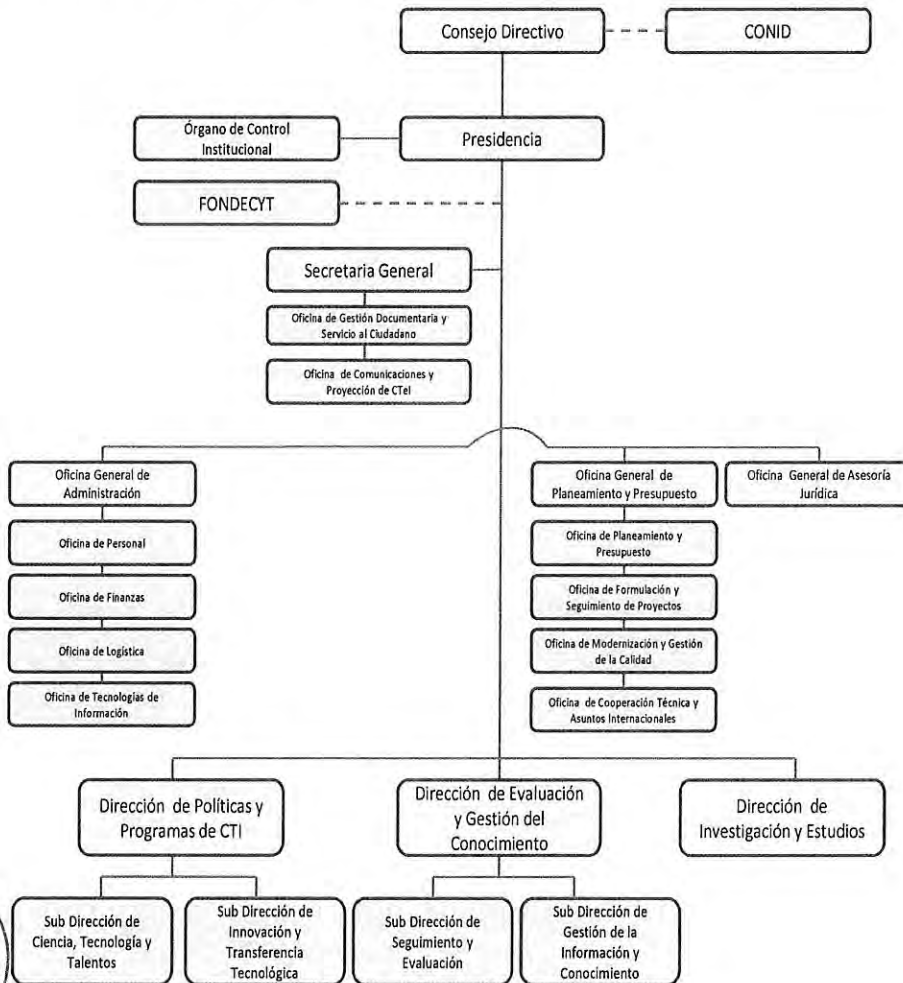 Consejo Directivo
CONID
Órgano de Control
Institucional
Presidencia
FONDECYT
Secretaria General
Oficina de Gestión Documentaria y
Servicio al Ciudadano
Oficina de Comunicaciones y
Proyección de CTeI
Oficina General de
Administración
Oficina de Personal
Oficina de Finanzas
Oficina de Logística
Oficina de Tecnologías de
Información
Oficina General de
Planeamiento y Presupuesto
Oficina de Planeamiento y
Presupuesto
Oficina de Formulación y
Seguimiento de Proyectos
Oficina de Modernización y Gestión
de la Calidad
Oficina de Cooperación Técnica y
Asuntos Internacionales
Oficina General de Asesoría
Jurídica
Dirección de Políticas y
Programas de CTI
Sub Dirección de
Ciencia, Tecnología y
Talentos
Sub Dirección de
Innovación y
Transferencia
Tecnológica
Dirección de Evaluación
y Gestión del
Conocimiento
Sub Dirección de
Seguimiento y
Evaluación
Sub Dirección de
Gestión de la
Información y
Conocimiento
Dirección de
Investigación y Estudios